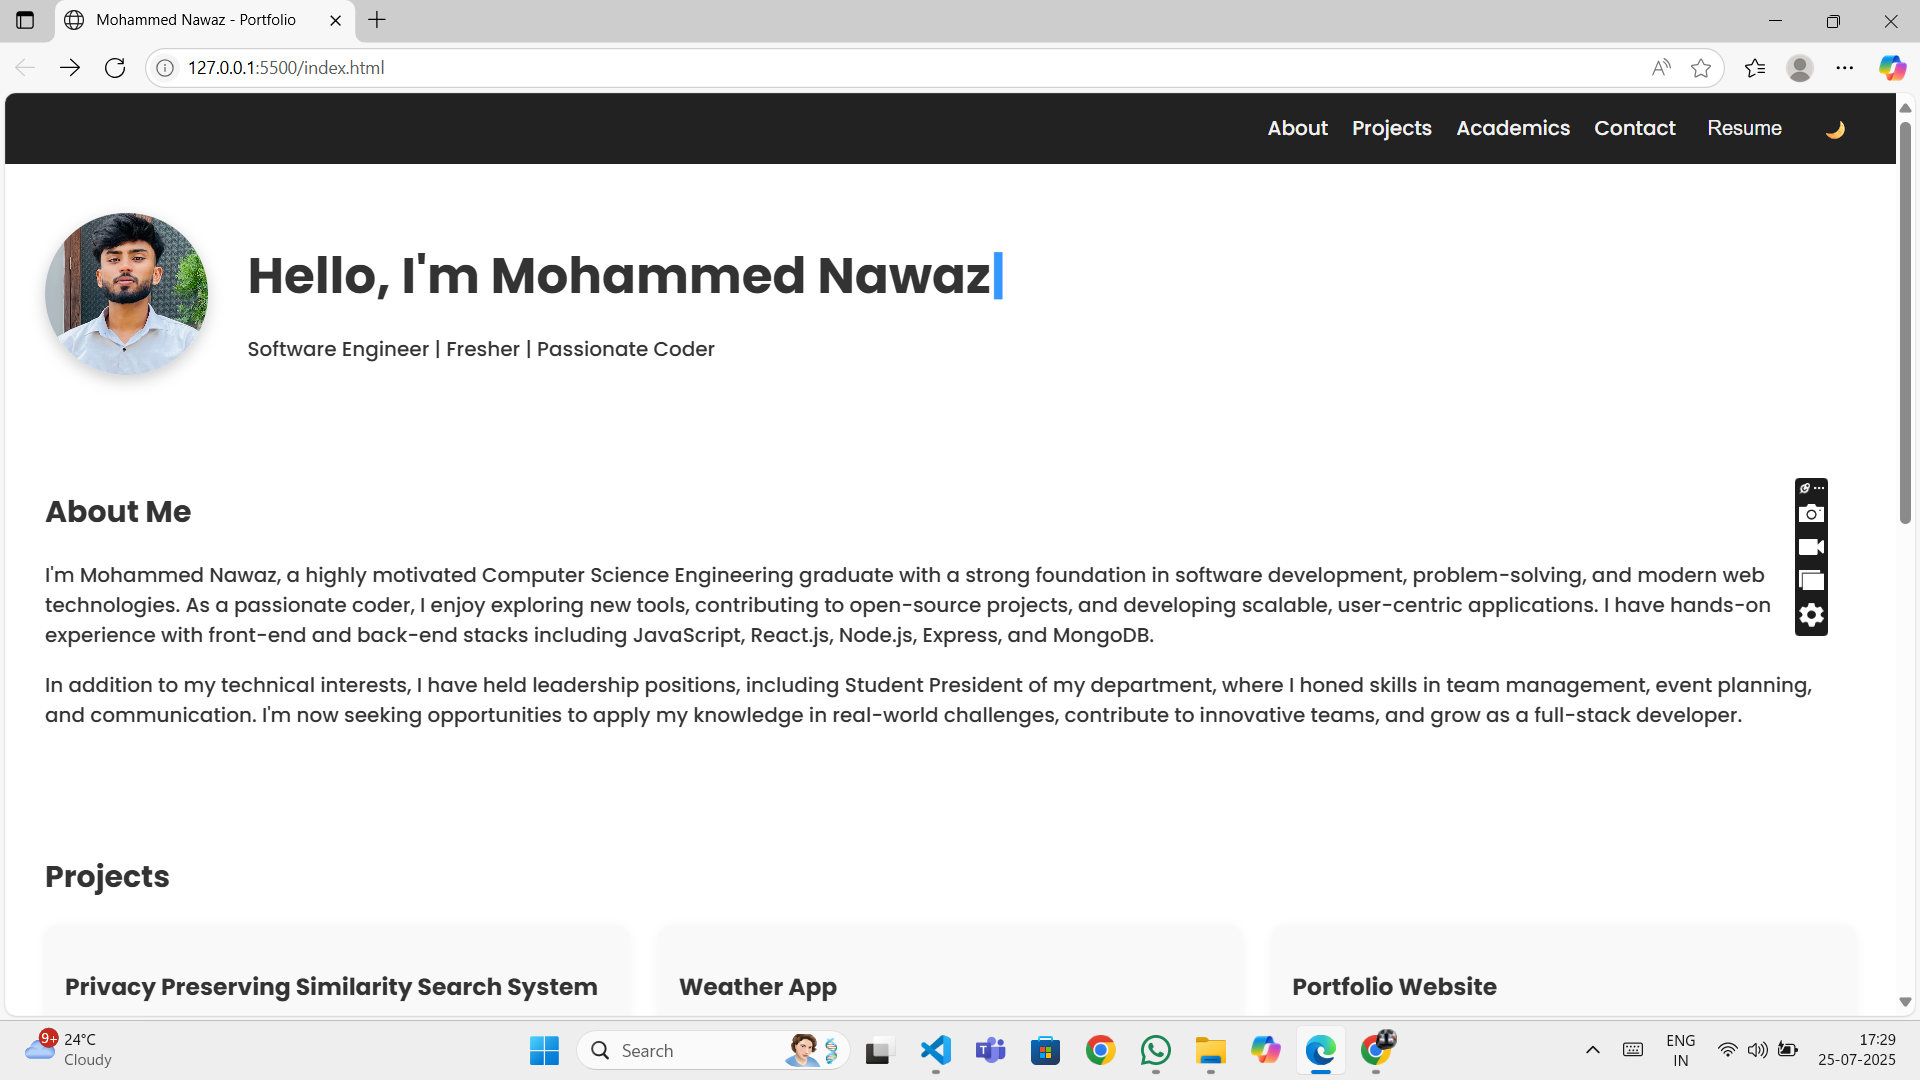 Mohammed Nawaz - Portfolio
127.0.0.1:5500/index.html
About Projects Academics Contact Resume
Hello, I'm Mohammed Nawaz
Software Engineer | Fresher | Passionate Coder
About Me
I'm Mohammed Nawaz, a highly motivated Computer Science Engineering graduate with a strong foundation in software development, problem-solving, and modern web
technologies. As a passionate coder, I enjoy exploring new tools, contributing to open-source projects, and developing scalable, user-centric applications. I have hands-on
experience with front-end and back-end stacks including JavaScript, React.js, Node.js, Express, and MongoDB.
In addition to my technical interests, I have held leadership positions, including Student President of my department, where I honed skills in team management, event planning,
and communication. I'm now seeking opportunities to apply my knowledge in real-world challenges, contribute to innovative teams, and grow as a full-stack developer.
Projects
Privacy Preserving Similarity Search System
Weather App
Portfolio Website
9+
24°C
Cloudy
Search
ENG
IN
17:29
25-07-2025